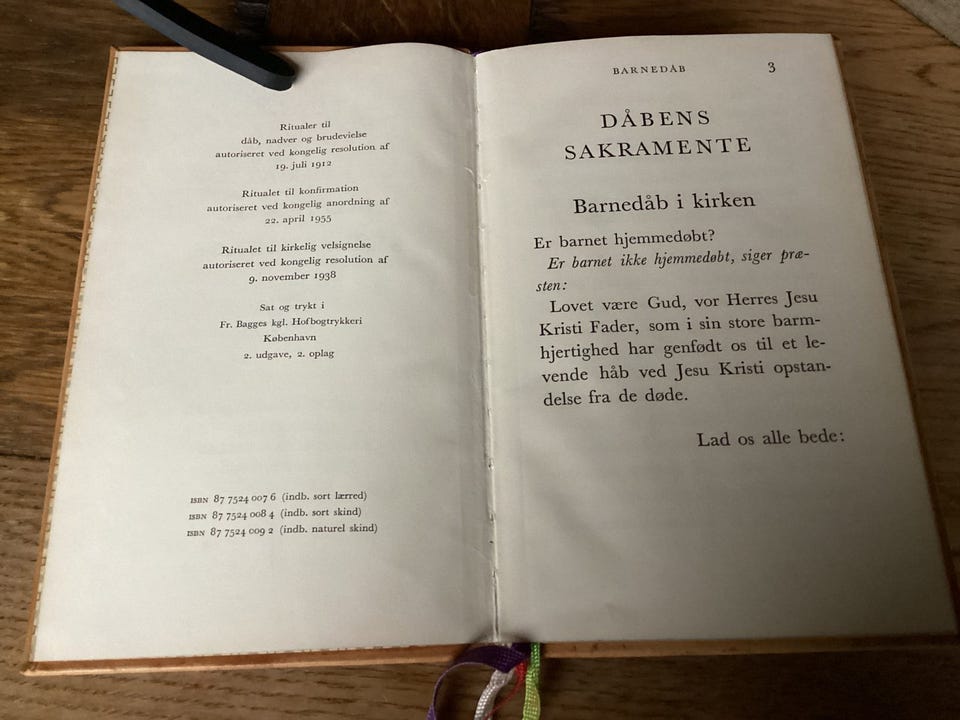 Ritualer til
dåb, nadver og brudevielse
autoriseret ved kongelig resolution af
19. juli 1912
Ritualet til konfirmation
autoriseret ved kongelig anordning af
22. april 1955
Ritualet til kirkelig velsignelse
autoriseret ved kongelig resolution af
9. november 1938
Sat og trykt i
Fr. Bagges kgl. Hofbogtrykkeri
København
2. udgave, 2. oplag
ISBN 87 7524 007 6 (indb. sort lærred)
ISBN 87 7524 008 4 (indb. sort skind)
ISBN 87 7524 009 2 (indb. naturel skind)
BARNEDÅB 3
DÅBENS
SAKRAMENTE
Barnedåb i kirken
Er barnet hjemmedøbt?
Er barnet ikke hjemmedøbt, siger præ-
sten:
Lovet være Gud, vor Herres Jesu
Kristi Fader, som i sin store barm-
hjertighed har genfødt os til et le-
vende håb ved Jesu Kristi opstan-
delse fra de døde.
Lad os alle bede: